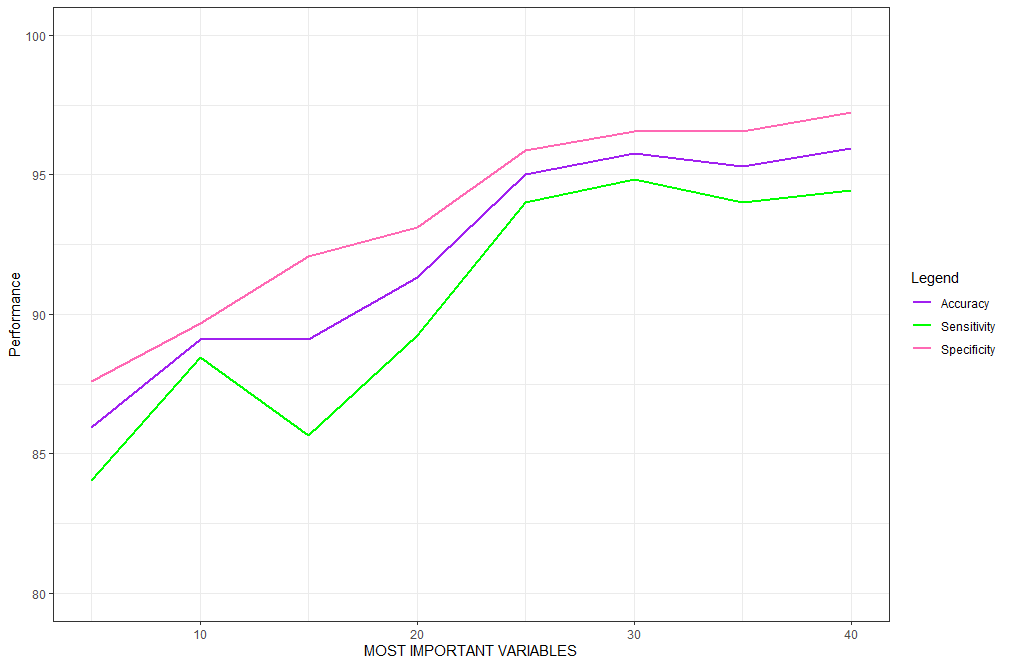 100
95
90
85
80
Performance
10
20
30
40
MOST IMPORTANT VARIABLES
Legend
Accuracy
Sensitivity
Specificity